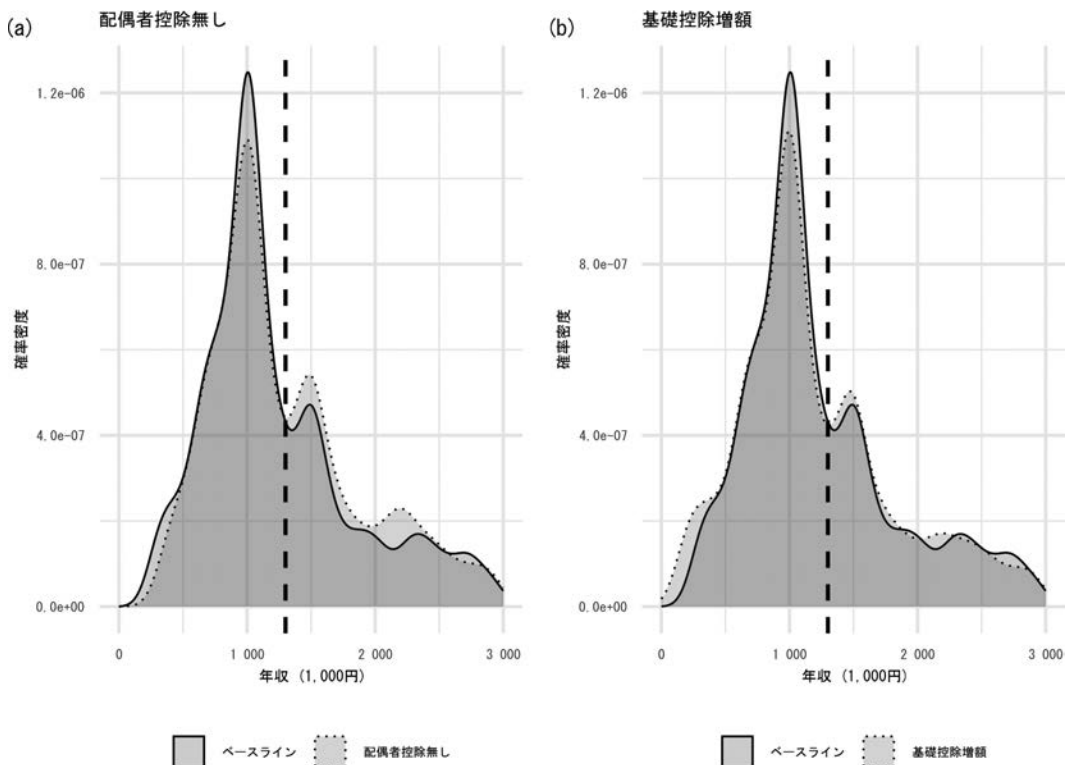 (a) 配偶者控除無し
1.2e-06
8.0e-07
4.0e-07
0.0e+00
確率密度
0 1 000 2 000 3 000
年収 (1,000円)
ベースライン 配偶者控除無し
(b) 基礎控除増額
1.2e-06
8.0e-07
4.0e-07
0.0e+00
確率密度
0 1 000 2 000 3 000
年収 (1,000円)
ベースライン 基礎控除増額